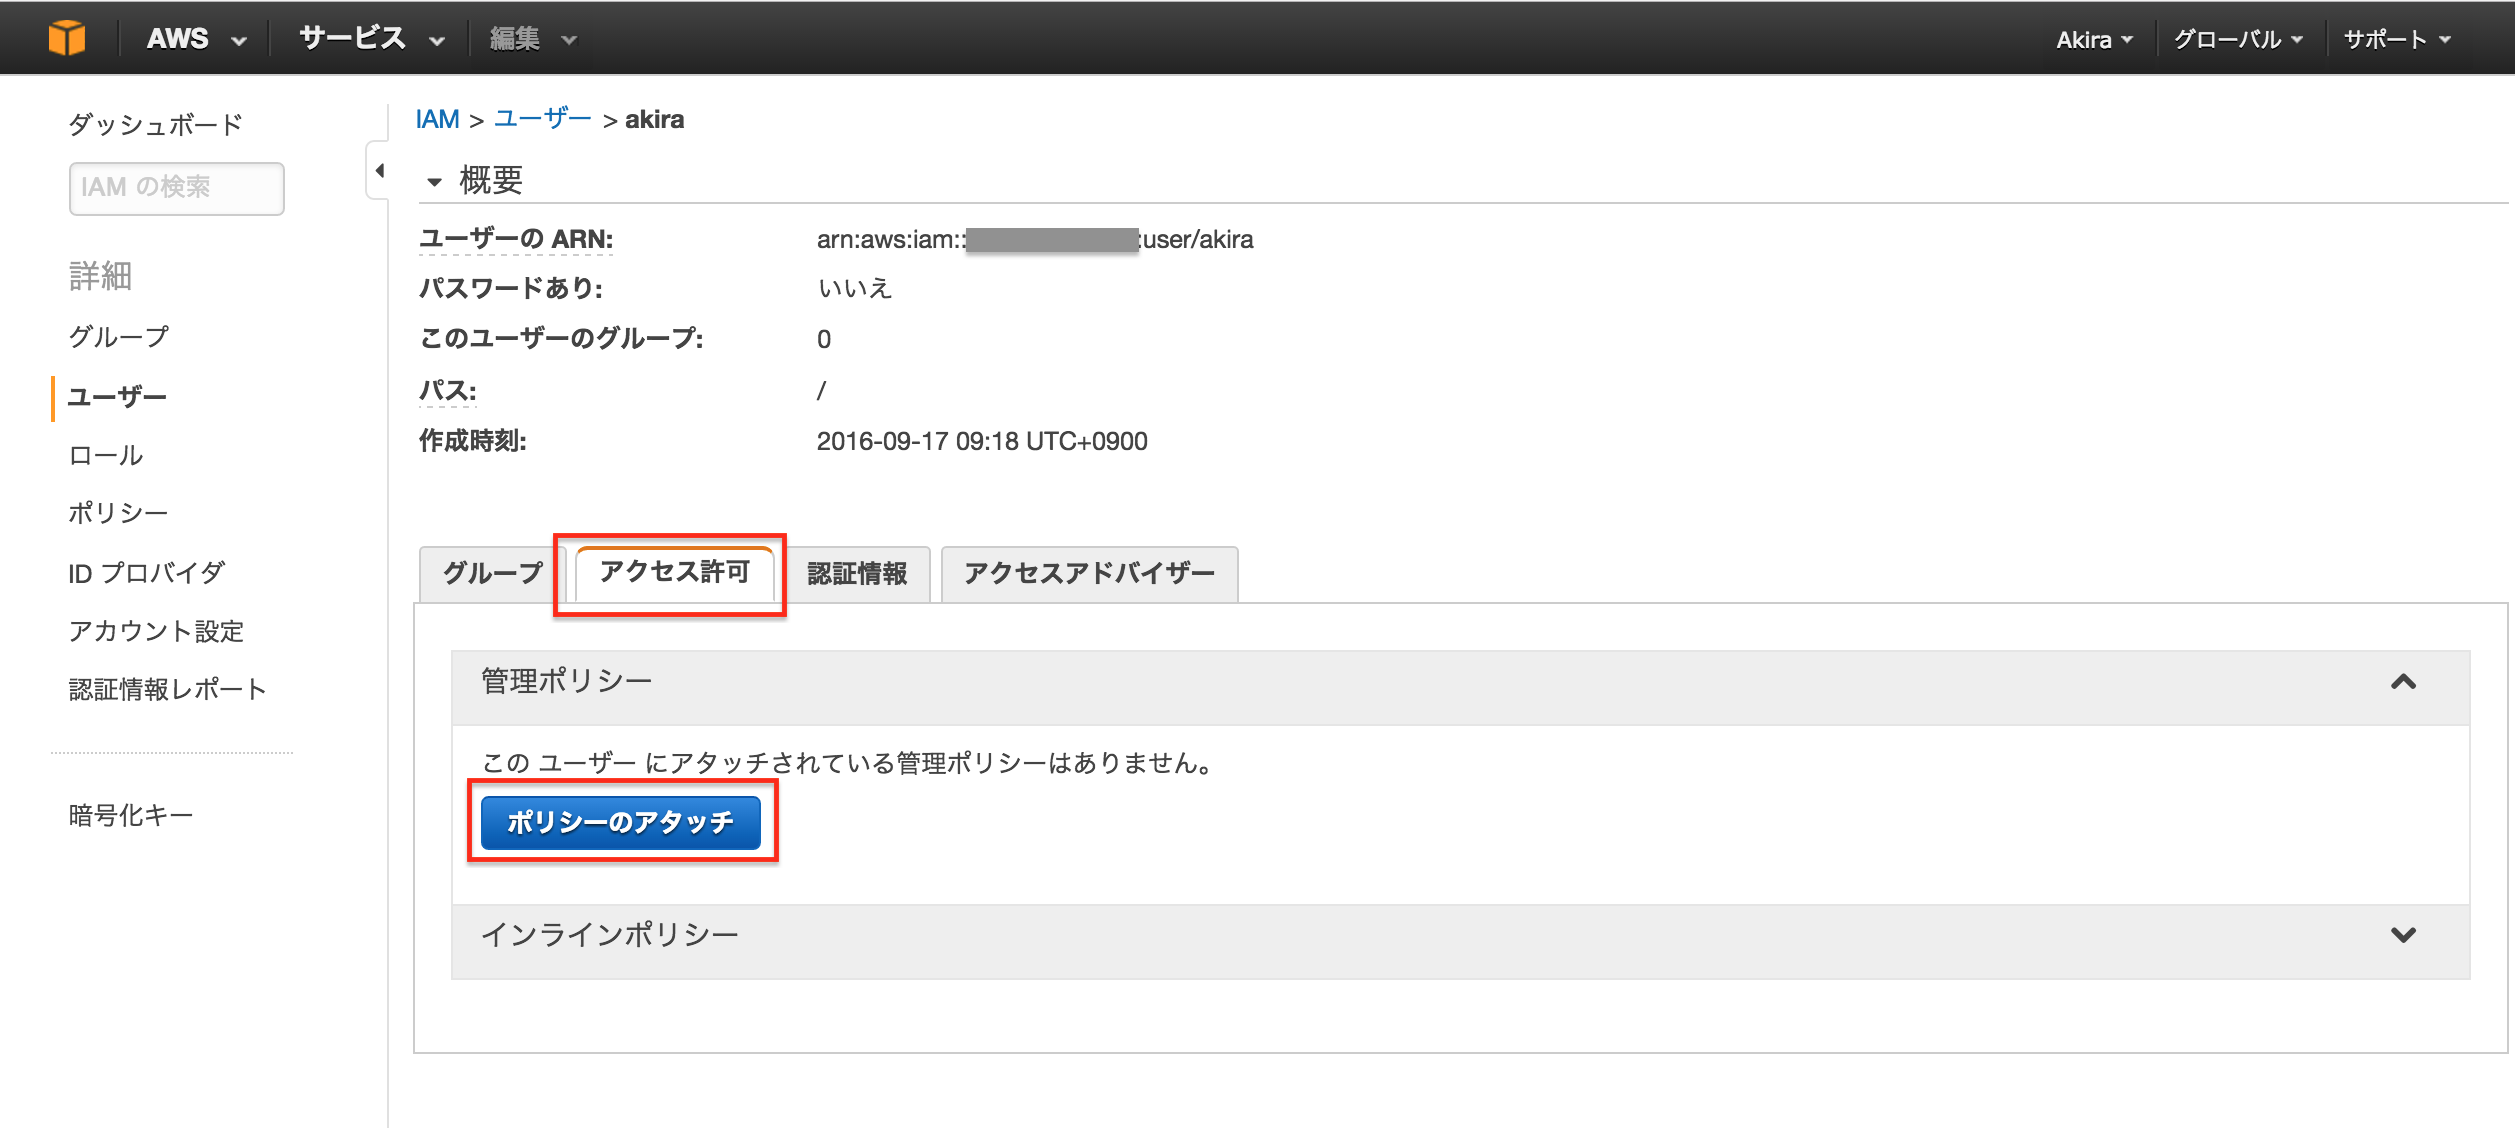 AWS サービス 編集 Akira グローバル サポート
ダッシュボード
IAM の検索
詳細
グループ
ユーザー
ロール
ポリシー
ID プロバイダ
アカウント設定
認証情報レポート
暗号化キー
IAM > ユーザー > akira
概要
ユーザーの ARN: arn:aws:iam:: :user/akira
パスワードあり: いいえ
このユーザーのグループ: 0
パス: /
作成時刻: 2016-09-17 09:18 UTC+0900
グループ アクセス許可 認証情報 アクセスアドバイザー
管理ポリシー
この ユーザー にアタッチされている管理ポリシーはありません。
ポリシーのアタッチ
インラインポリシー